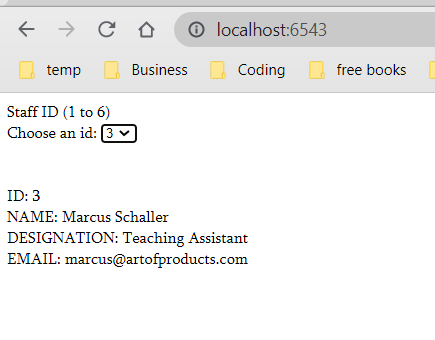 localhost:6543
temp Business Coding free books
Staff ID (1 to 6)
Choose an id: 3
ID: 3
NAME: Marcus Schaller
DESIGNATION: Teaching Assistant
EMAIL: marcus@artofproducts.com